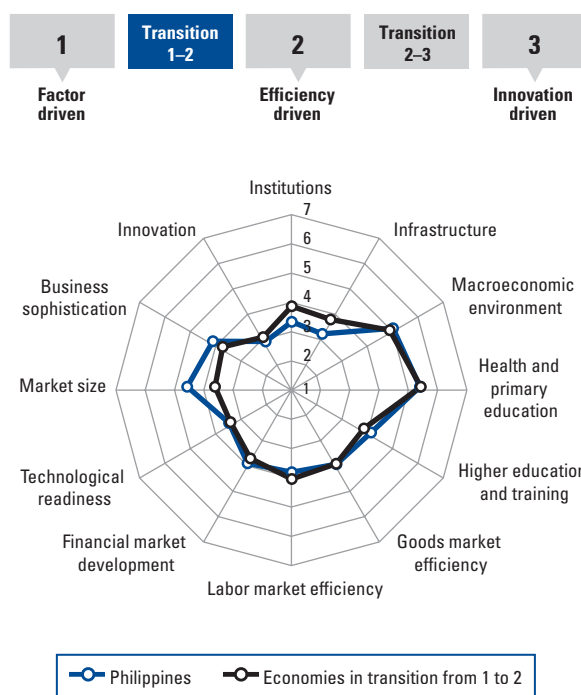 1
Transition
1–2
2
Transition
2–3
3
Factor
driven
Efficiency
driven
Innovation
driven
Institutions
Infrastructure
Macroeconomic
environment
Health and
primary
education
Higher education
and training
Goods market
efficiency
Labor market efficiency
Financial market
development
Technological
readiness
Market size
Business
sophistication
Innovation
7
6
5
4
3
2
1
Philippines
Economies in transition from 1 to 2